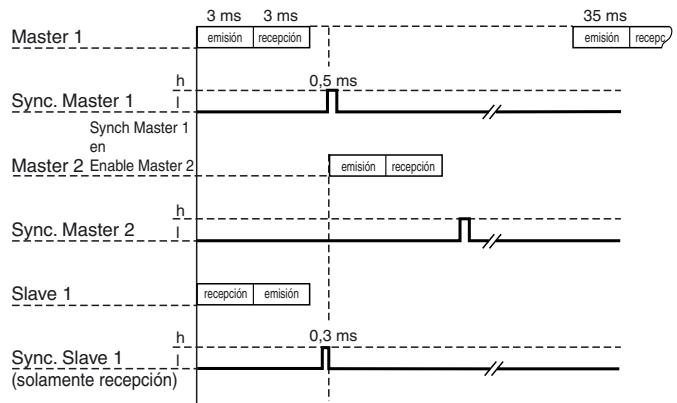 3 ms 3 ms 35 ms
Master 1 emisión recepción emisión recepc
h 0,5 ms
Sync. Master 1 l
Synch Master 1
en
Master 2 Enable Master 2 emisión recepción
h
Sync. Master 2 l
Slave 1 recepción emisión
h 0,3 ms
Sync. Slave 1 l
(solamente recepción)